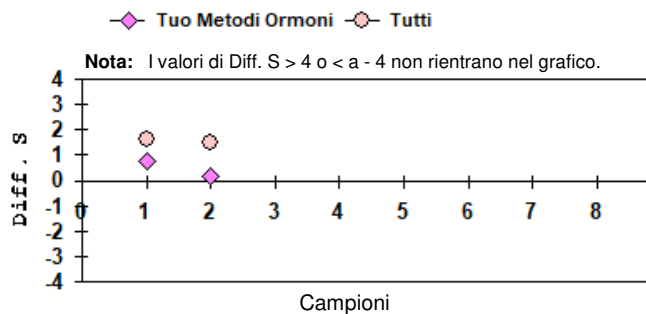 Tuo Metodi Ormoni Tutti
Nota: I valori di Diff. S > 4 o < a - 4 non rientrano nel grafico.
4
3
2
1
0
-1
-2
-3
-4
Diff. S
0 1 2 3 4 5 6 7 8
Campioni